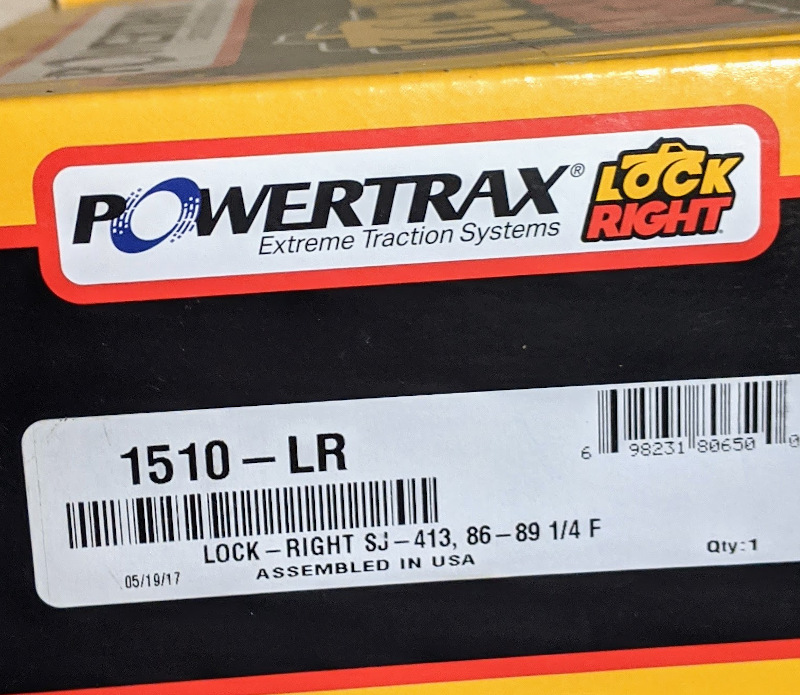 POWERTRAX®
Extreme Traction Systems
LOCK
RIGHT
1510-LR
6 98231 80650 0
LOCK-RIGHT SJ-413, 86-89 1/4 F
Qty:1
05/19/17
ASSEMBLED IN USA